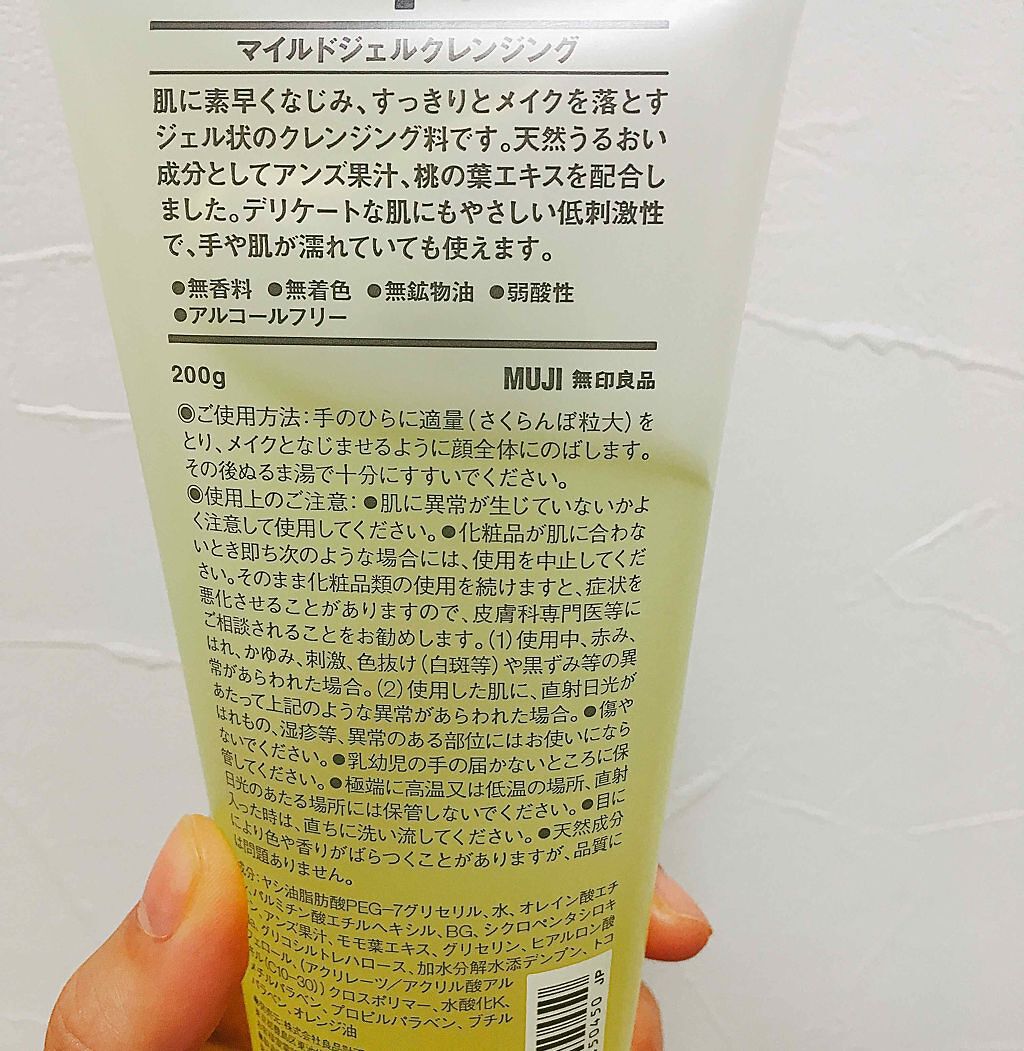 マイルドジェルクレンジング
肌に素早くなじみ、すっきりとメイクを落とす
ジェル状のクレンジング料です。天然うるおい
成分としてアンズ果汁、桃の葉エキスを配合し
ました。デリケートな肌にもやさしい低刺激性
で、手や肌が濡れていても使えます。
●無香料 ●無着色 ●無鉱物油 ●弱酸性
●アルコールフリー
200g MUJI 無印良品
◉ご使用方法:手のひらに適量(さくらんぼ粒大)を
とり、メイクとなじませるように顔全体にのばします。
その後ぬるま湯で十分にすすいでください。
◉使用上のご注意:●肌に異常が生じていないかよ
く注意して使用してください。●化粧品が肌に合わな
いとき即ち次のような場合には、使用を中止してくだ
さい。そのまま化粧品類の使用を続けますと、症状を
悪化させることがありますので、皮膚科専門医等に
ご相談されることをお勧めします。(1)使用中、赤み、
はれ、かゆみ、刺激、色抜け(白斑等)や黒ずみ等の異
常があらわれた場合。(2)使用した肌に、直射日光が
あたって上記のような異常があらわれた場合。●傷や
はれもの、湿疹等、異常のある部位にはお使いになら
ないでください。●乳幼児の手の届かないところに保
管してください。●極端に高温又は低温の場所、直射
日光のあたる場所には保管しないでください。●目に
入った時は、直ちに洗い流してください。●天然成分
により色や香りがばらつくことがありますが、品質に
は問題ありません。
成分:ヤシ油脂肪酸PEG-7グリセリル、水、オレイン酸エチ
、パルミチン酸エチルヘキシル、BG、シクロペンタシロキ
、アンズ果汁、モモ葉エキス、グリセリン、ヒアルロン酸
、グリコシルトレハロース、加水分解水添デンプン、トコ
ェロール、(アクリレーツ/アクリル酸アル
ル(C10-30))クロスポリマー、水酸化K、
メチルパラベン、プロピルパラベン、ブチル
パラベン、オレンジ油
株式会社良品計
50450 JP